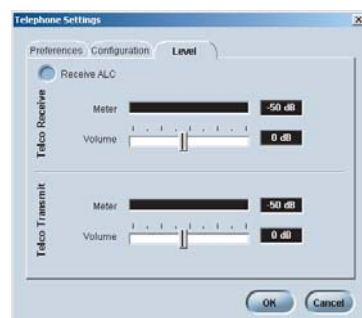 Telephone Settings
Preferences Configuration Level
Receive ALC
Telco Receive
Meter -50 dB
Volume 0 dB
Telco Transmit
Meter -50 dB
Volume 0 dB
OK Cancel